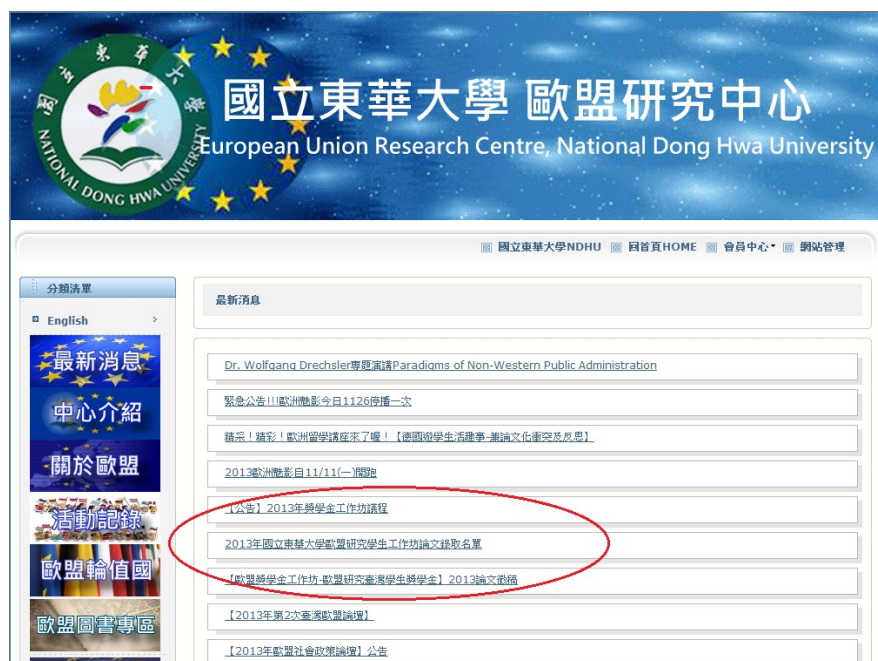 國立東華大學
NATIONAL DONG HWA UNIVERSITY
國立東華大學 歐盟研究中心
European Union Research Centre, National Dong Hwa University
國立東華大學NDHU 回首頁HOME 會員中心 網站管理
分類清單
English
最新消息
中心介紹
關於歐盟
活動記錄
歐盟輪值國
歐盟圖書專區
最新消息
Dr. Wolfgang Drechsler專題演講Paradigms of Non-Western Public Administration
緊急公告!!!歐洲魅影今日1126停播一次
精采！精彩！歐洲留學講座來了喔！【德國遊學生活趣事-兼論文化衝突及反思】
2013歐洲魅影自11/11(一)開跑
【公告】2013年獎學金工作坊議程
2013年國立東華大學歐盟研究學生工作坊論文錄取名單
【歐盟獎學金工作坊-歐盟研究臺灣學生獎學金】2013論文徵稿
【2013年第2次臺灣歐盟論壇】
【2013年歐盟社會政策論壇】公告